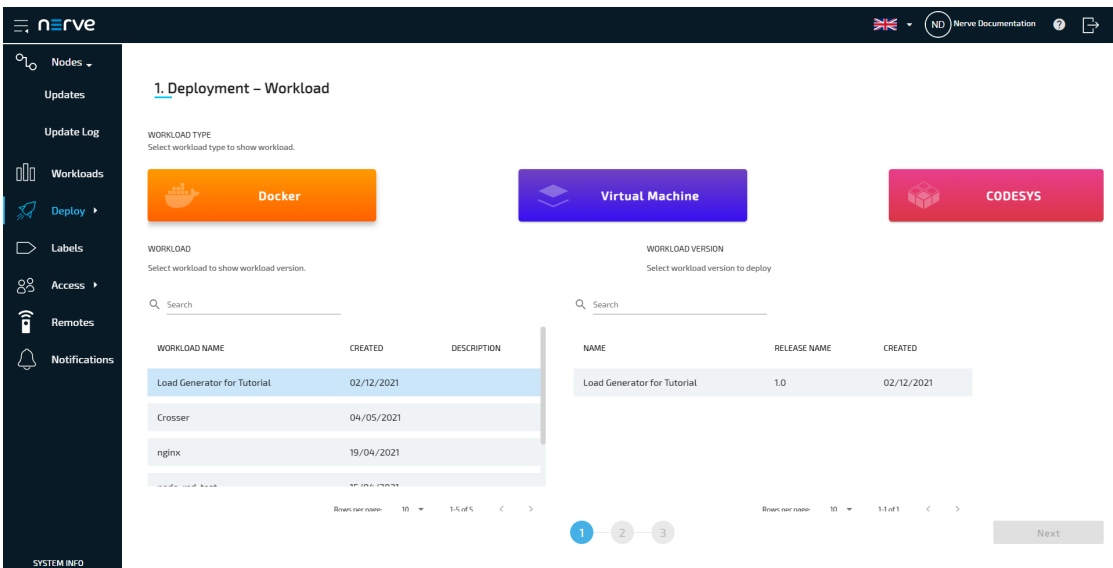 nerve
ND Nerve Documentation ?
Nodes
Updates
Update Log
Workloads
Deploy
Labels
Access
Remotes
Notifications
SYSTEM INFO
1. Deployment – Workload
WORKLOAD TYPE
Select workload type to show workload.
Docker Virtual Machine CODESYS
WORKLOAD
Select workload to show workload version.
Search
WORKLOAD NAME CREATED DESCRIPTION
Load Generator for Tutorial 02/12/2021
Crosser 04/05/2021
nginx 19/04/2021
Rows per page: 10 1-5 of 5 < >
WORKLOAD VERSION
Select workload version to deploy
Search
NAME RELEASE NAME CREATED
Load Generator for Tutorial 1.0 02/12/2021
Rows per page: 10 1-1 of 1 < >
1 2 3
Next